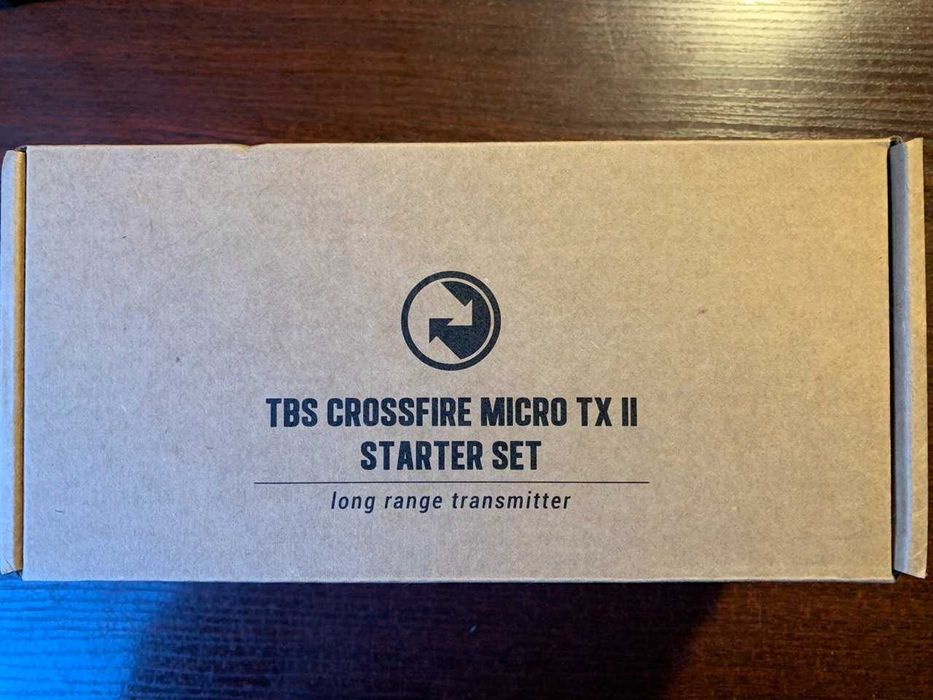 TBS CROSSFIRE MICRO TX II
STARTER SET
long range transmitter